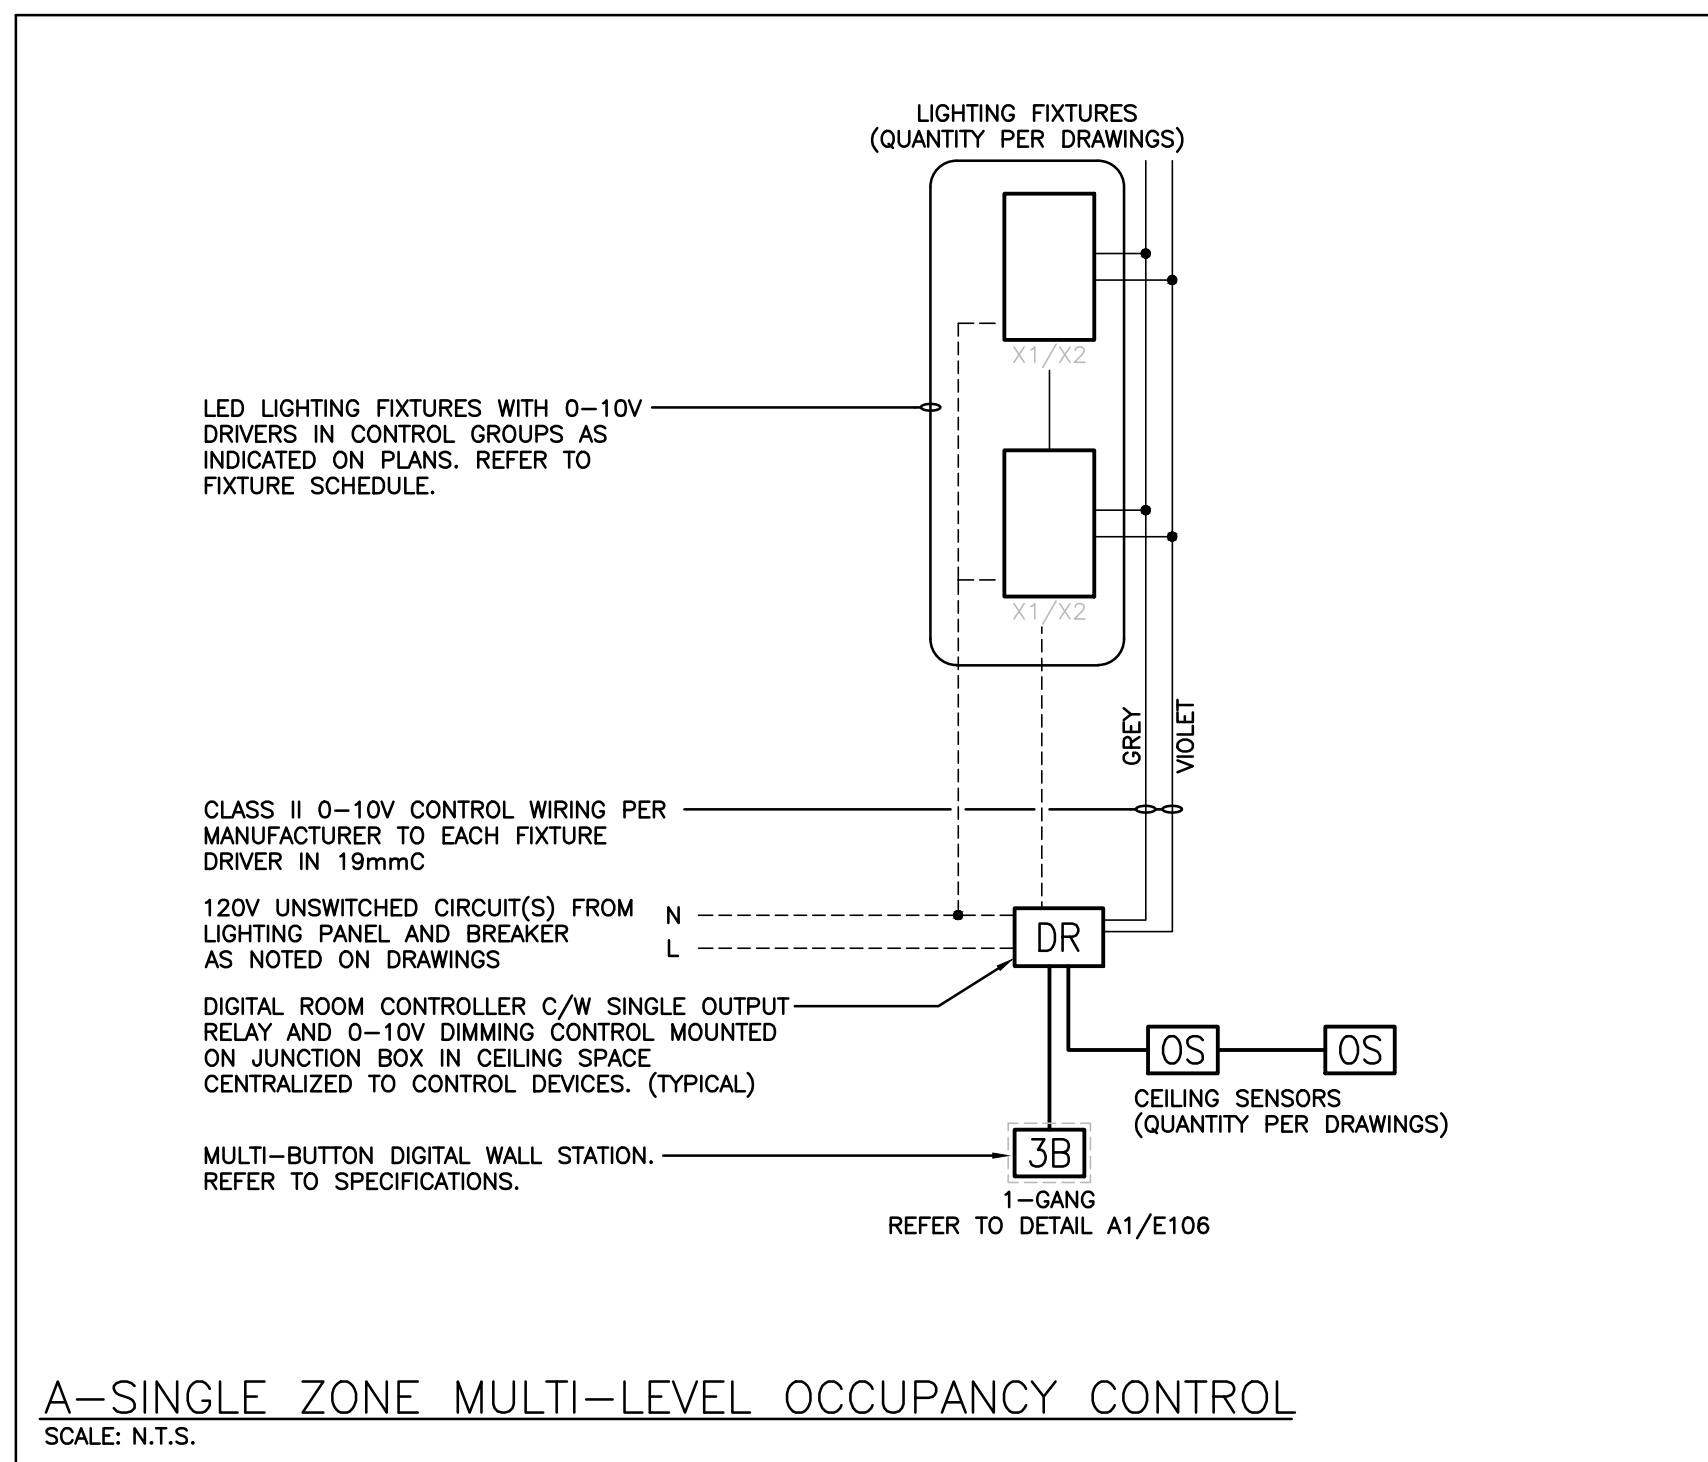 LIGHTING FIXTURES
(QUANTITY PER DRAWINGS)
X1/X2
LED LIGHTING FIXTURES WITH 0-10V
DRIVERS IN CONTROL GROUPS AS
INDICATED ON PLANS. REFER TO
FIXTURE SCHEDULE.
X1/X2
GREY
VIOLET
CLASS II 0-10V CONTROL WIRING PER
MANUFACTURER TO EACH FIXTURE
DRIVER IN 19mmC
120V UNSWITCHED CIRCUIT(S) FROM
LIGHTING PANEL AND BREAKER
AS NOTED ON DRAWINGS
N
L
DR
DIGITAL ROOM CONTROLLER C/W SINGLE OUTPUT
RELAY AND 0-10V DIMMING CONTROL MOUNTED
ON JUNCTION BOX IN CEILING SPACE
CENTRALIZED TO CONTROL DEVICES. (TYPICAL)
OS
OS
CEILING SENSORS
(QUANTITY PER DRAWINGS)
MULTI-BUTTON DIGITAL WALL STATION.
REFER TO SPECIFICATIONS.
3B
1-GANG
REFER TO DETAIL A1/E106
A-SINGLE ZONE MULTI-LEVEL OCCUPANCY CONTROL
SCALE: N.T.S.